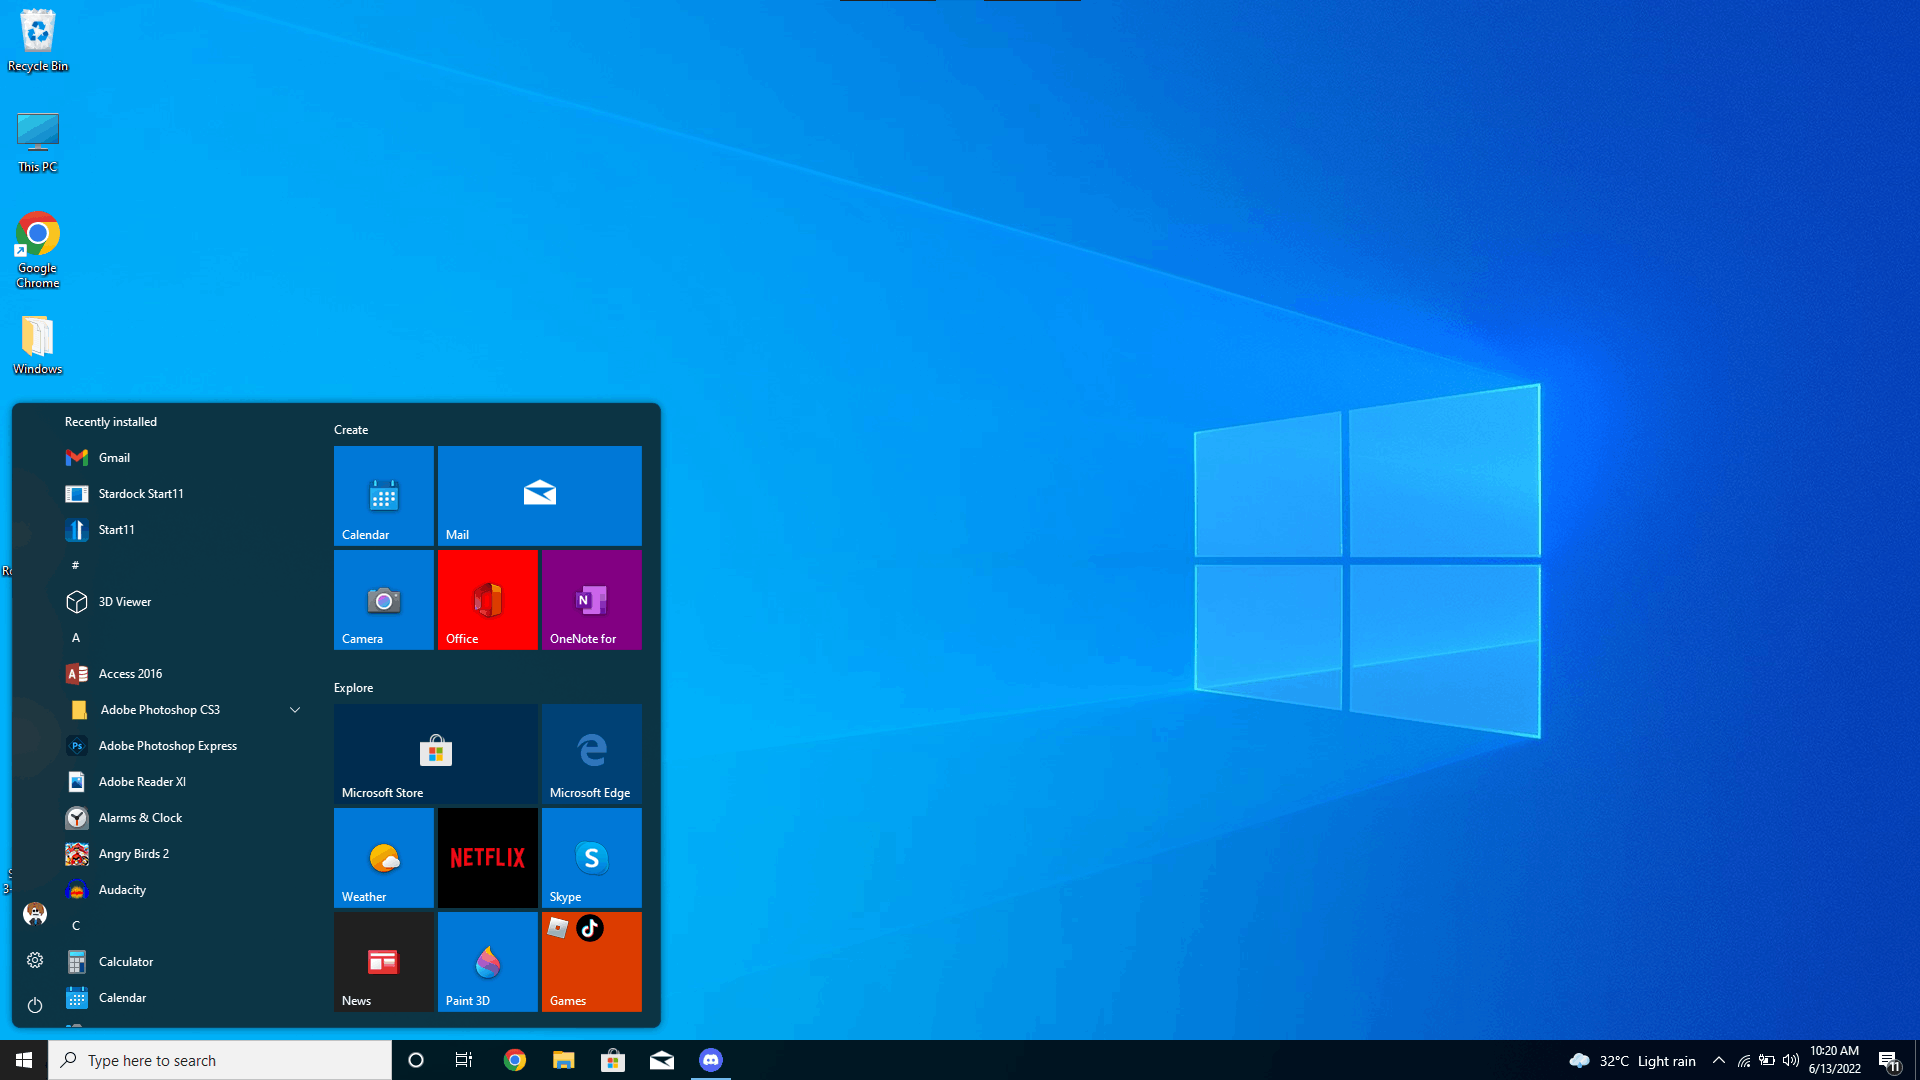 Recycle Bin
This PC
Google
Chrome
Windows
Recently installed
Gmail
Stardock Start11
Start11
#
3D Viewer
A
Access 2016
Adobe Photoshop CS3
Adobe Photoshop Express
Adobe Reader XI
Alarms & Clock
Angry Birds 2
Audacity
C
Calculator
Calendar
Create
Calendar
Mail
Camera
Office
N
OneNote for
Explore
Microsoft Store
Microsoft Edge
Weather
NETFLIX
S
Skype
News
Paint 3D
Games
A
Ps
Type here to search
32°C Light rain
10:20 AM
6/13/2022
11